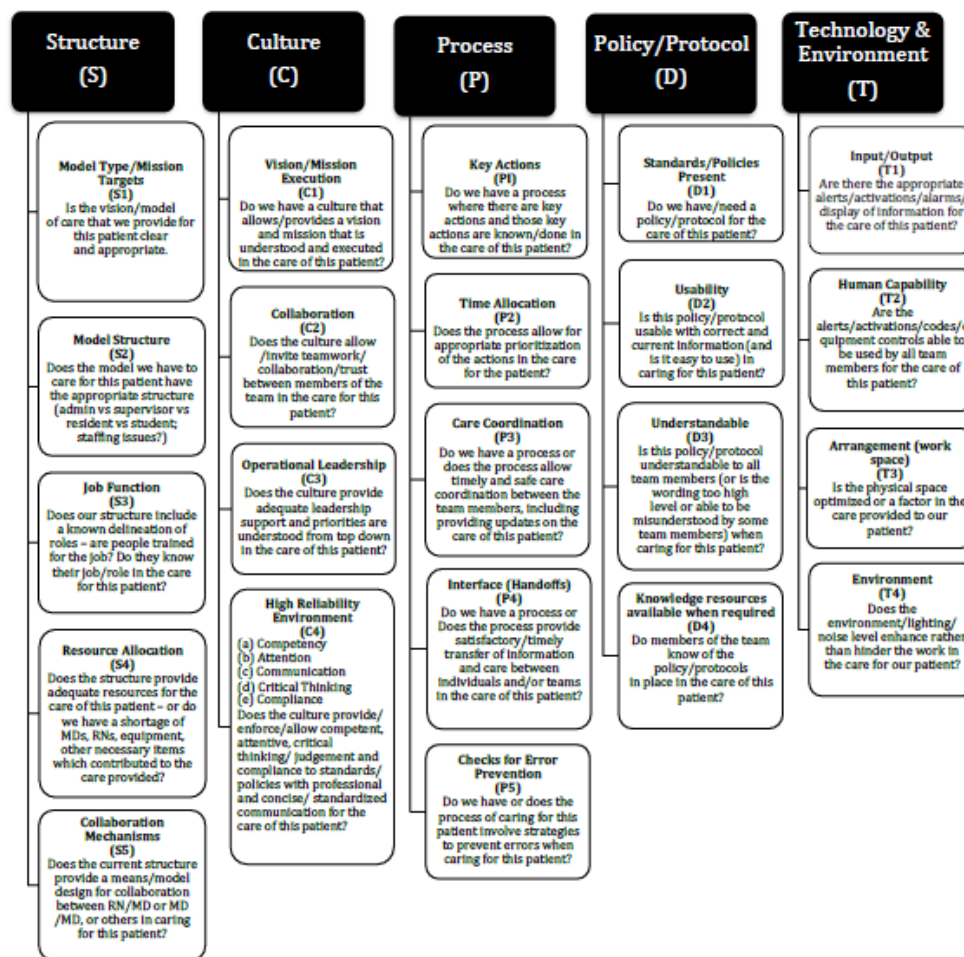 Structure
(S)
Model Type/Mission
Targets
(S1)
Is the vision/model
of care that we provide for
this patient clear
and appropriate.
Model Structure
(S2)
Does the model we have to
care for this patient have
the appropriate structure
(admin vs supervisor vs
resident vs student;
staffing issues?)
Job Function
(S3)
Does our structure include
a known delineation of
roles – are people trained
for the job? Do they know
their job/role in the care
for this patient?
Resource Allocation
(S4)
Does the structure provide
adequate resources for the
care of this patient – or do
we have a shortage of
MDs, RNs, equipment,
other necessary items
which contributed to the
care provided?
Collaboration
Mechanisms
(S5)
Does the current structure
provide a means/model
design for collaboration
between RN/MD or MD
/MD, or others in caring
for this patient?
Culture
(C)
Vision/Mission
Execution
(C1)
Do we have a culture that
allows/provides a vision
and mission that is
understood and executed
in the care of this patient?
Collaboration
(C2)
Does the culture allow
/invite teamwork/
collaboration/trust
between members of the
team in the care for this
patient?
Operational Leadership
(C3)
Does the culture provide
adequate leadership
support and priorities are
understood from top down
in the care of this patient?
High Reliability
Environment
(C4)
(a) Competency
(b) Attention
(c) Communication
(d) Critical Thinking
(e) Compliance
Does the culture provide/
enforce/allow competent,
attentive, critical
thinking/ judgement and
compliance to standards/
policies with professional
and concise/ standardized
communication for the
care of this patient?
Process
(P)
Key Actions
(P1)
Do we have a process
where there are key
actions and those key
actions are known/done in
the care of this patient?
Time Allocation
(P2)
Does the process allow for
appropriate prioritization
of the actions in the care
for the patient?
Care Coordination
(P3)
Do we have a process or
does the process allow
timely and safe care
coordination between the
team members, including
providing updates on the
care of this patient?
Interface (Handoffs)
(P4)
Do we have a process or
Does the process provide
satisfactory/timely
transfer of information
and care between
individuals and/or teams
in the care of this patient?
Checks for Error
Prevention
(P5)
Do we have or does the
process of caring for this
patient involve strategies
to prevent errors when
caring for this patient?
Policy/Protocol
(D)
Standards/Policies
Present
(D1)
Do we have/need a
policy/protocol for the
care of this patient?
Usability
(D2)
Is this policy/protocol
usable with correct and
current information (and
is it easy to use) in
caring for this patient?
Understandable
(D3)
Is this policy/protocol
understandable to all
team members (or is the
wording too high
level or able to be
misunderstood by some
team members) when
caring for this patient?
Knowledge resources
available when required
(D4)
Do members of the team
know of the
policy/protocols
in place in the care of this
patient?
Technology &
Environment
(T)
Input/Output
(T1)
Are there the appropriate
alerts/activations/alarms/
display of information for
the care of this patient?
Human Capability
(T2)
Are the
alerts/activations/codes/e
quipment controls able to
be used by all team
members for the care of
this patient?
Arrangement (work
space)
(T3)
Is the physical space
optimized or a factor in the
care provided to our
patient?
Environment
(T4)
Does the
environment/lighting/
noise level enhance rather
than hinder the work in
the care for our patient?